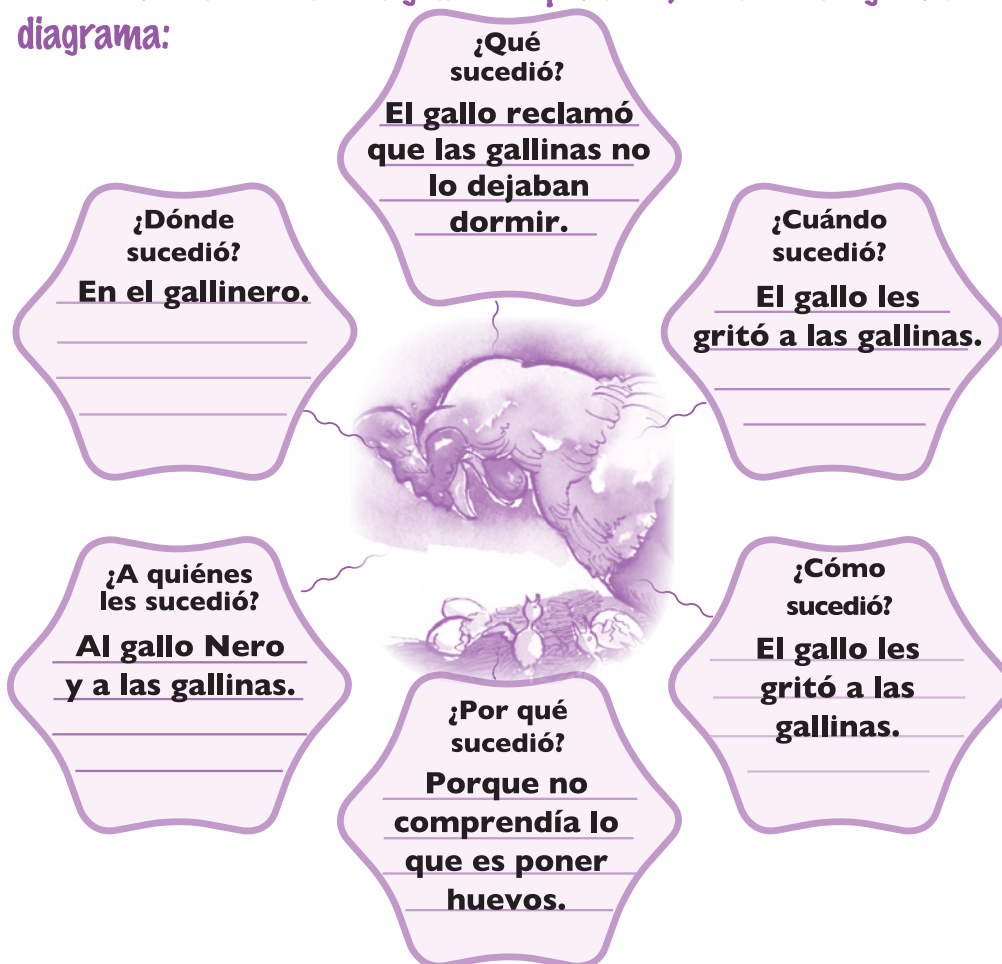 diagrama:
¿Qué
sucedió?
El gallo reclamó
que las gallinas no
lo dejaban
dormir.
¿Dónde
sucedió?
En el gallinero.
¿Cuándo
sucedió?
El gallo les
gritó a las gallinas.
¿A quiénes
les sucedió?
Al gallo Nero
y a las gallinas.
¿Cómo
sucedió?
El gallo les
gritó a las
gallinas.
¿Por qué
sucedió?
Porque no
comprendía lo
que es poner
huevos.